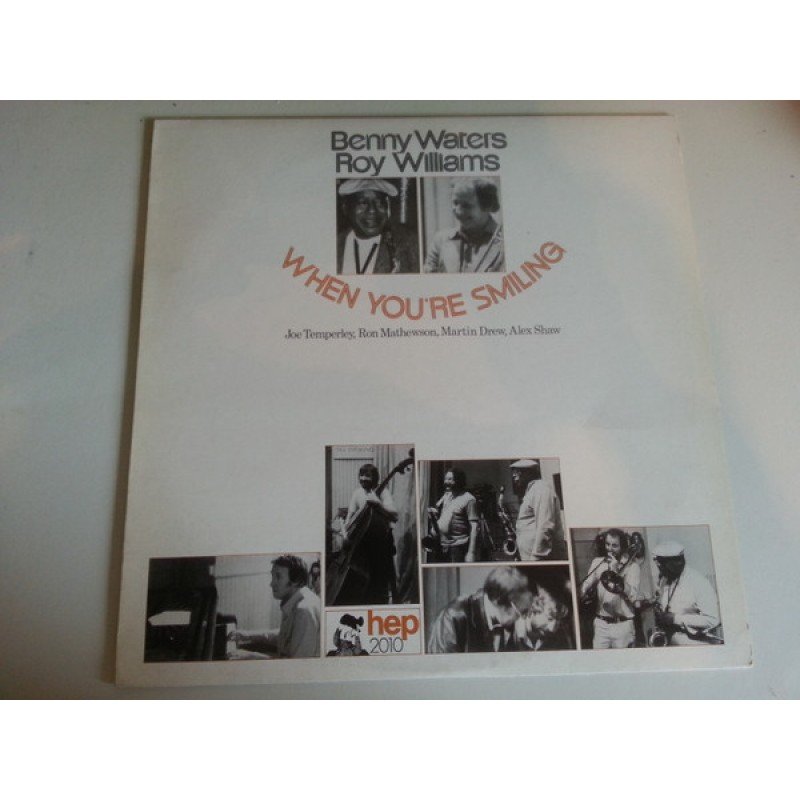 Benny Waters
Roy Williams
WHEN YOU'RE SMILING
Joe Temperley, Ron Mathewson, Martin Drew, Alex Shaw
hep
2010